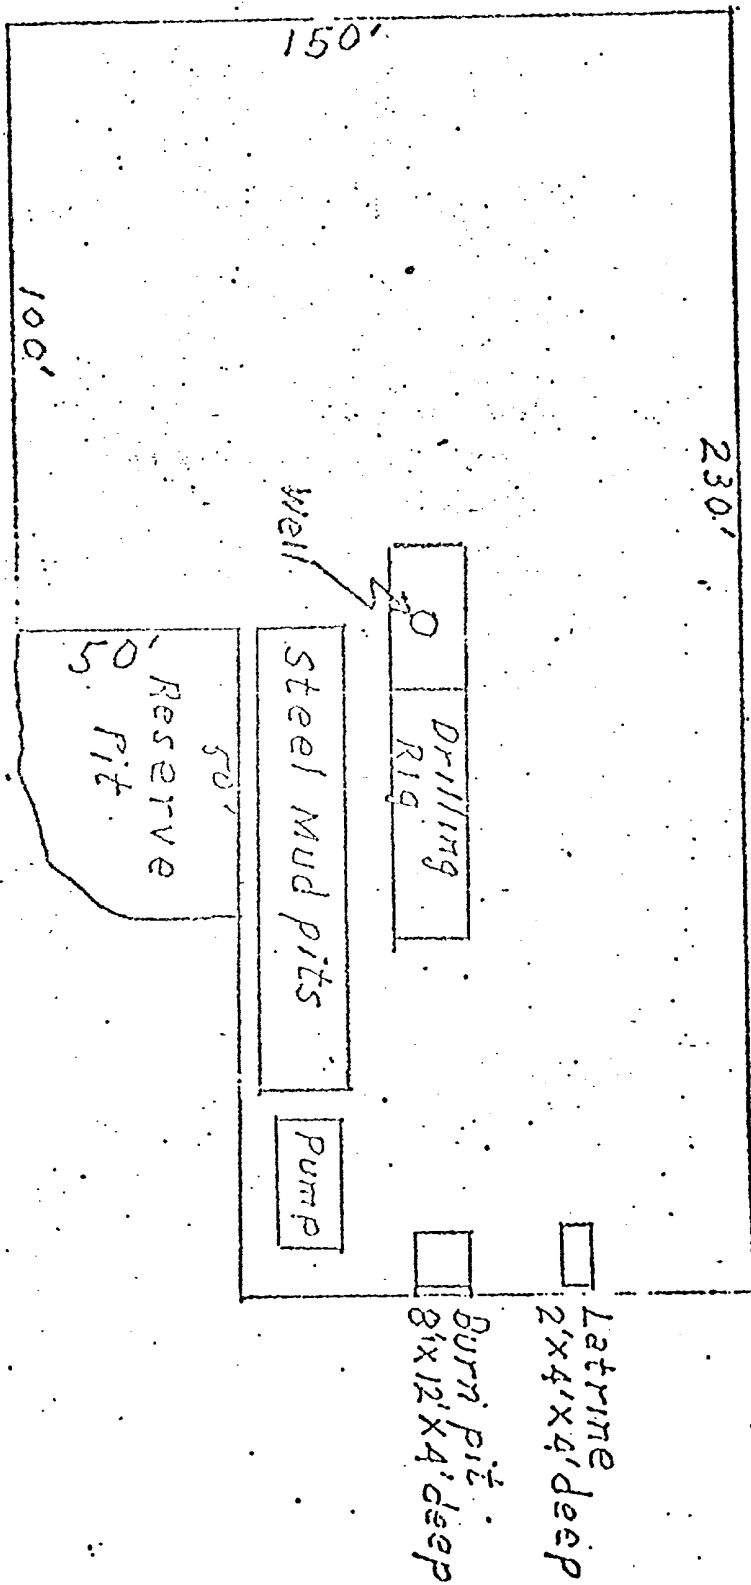 150'
230'
100'
Well
Drilling
Rig
Steel Mud pits
50'
50'
Reserve
Pit
Pump
Latrine
2'x4'x4' deep
Burn pit
8'x12'x4' deep